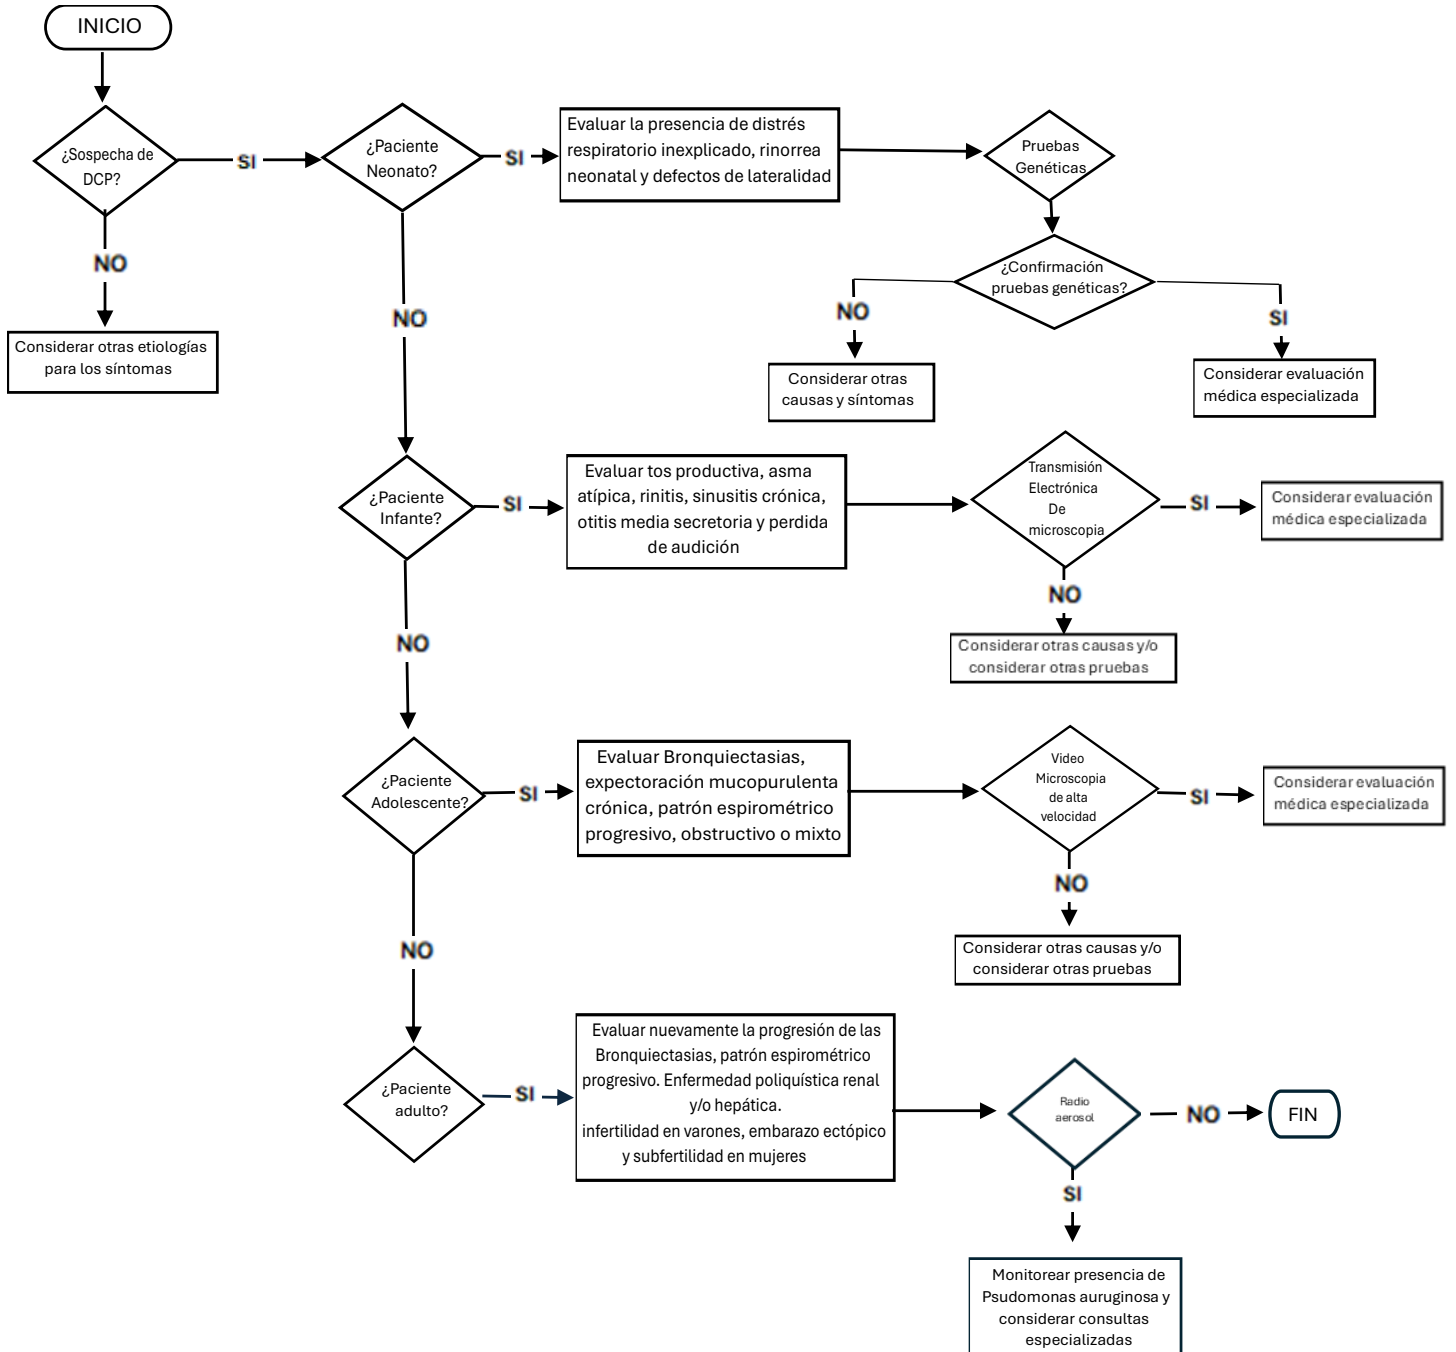 INICIO
¿Sospecha de
DCP?
SI
¿Paciente
Neonato?
SI
Evaluar la presencia de distrés
respiratorio inexplicado, rinorrea
neonatal y defectos de lateralidad
Pruebas
Genéticas
NO
Considerar otras etiologías
para los síntomas
NO
¿Confirmación
pruebas genéticas?
NO
SI
Considerar otras
causas y síntomas
Considerar evaluación
médica especializada
¿Paciente
Infante?
SI
Evaluar tos productiva, asma
atípica, rinitis, sinusitis crónica,
otitis media secretoria y perdida
de audición
Transmisión
Electrónica
De
microscopia
SI
Considerar evaluación
médica especializada
NO
Considerar otras causas y/o
considerar otras pruebas
NO
¿Paciente
Adolescente?
SI
Evaluar Bronquiectasias,
expectoración mucopurulenta
crónica, patrón espirométrico
progresivo, obstructivo o mixto
Video
Microscopia
de alta
velocidad
SI
Considerar evaluación
médica especializada
NO
Considerar otras causas y/o
considerar otras pruebas
NO
¿Paciente
adulto?
SI
Evaluar nuevamente la progresión de las
Bronquiectasias, patrón espirométrico
progresivo. Enfermedad poliquística renal
y/o hepática.
infertilidad en varones, embarazo ectópico
y subfertilidad en mujeres
Radio
aerosol
NO
FIN
SI
Monitorear presencia de
Psudomonas auruginosa y
considerar consultas
especializadas